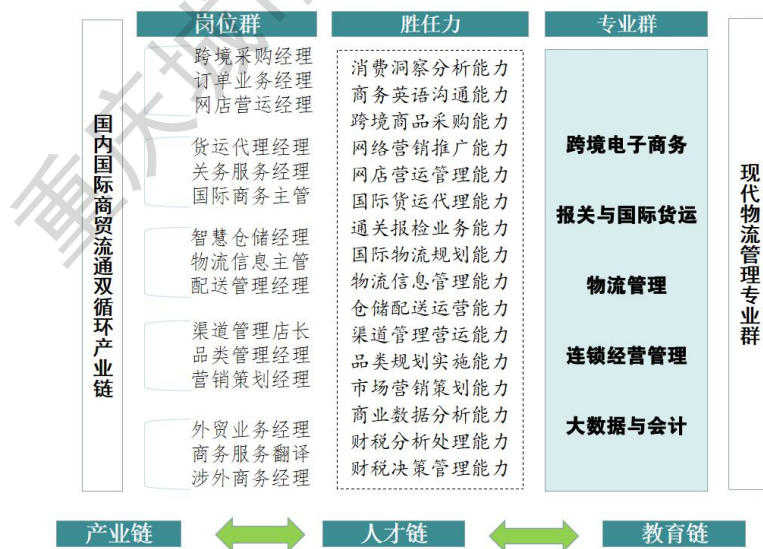 岗位群
胜任力
专业群
国内国际商贸流通双循环产业链
跨境采购经理
订单业务经理
网店营运经理
货运代理经理
关务服务经理
国际商务主管
智慧仓储经理
物流信息主管
配送管理经理
渠道管理店长
品类管理经理
营销策划经理
外贸业务经理
商务服务翻译
涉外商务经理
消费洞察分析能力
商务英语沟通能力
跨境商品采购能力
网络营销推广能力
网店营运管理能力
国际货运代理能力
通关报检业务能力
国际物流规划能力
物流信息管理能力
仓储配送运营能力
渠道管理营运能力
品类规划实施能力
市场营销策划能力
商业数据分析能力
财税分析处理能力
财税决策管理能力
跨境电子商务
报关与国际货运
物流管理
连锁经营管理
大数据与会计
现代物流管理专业群
产业链
人才链
教育链
重庆城